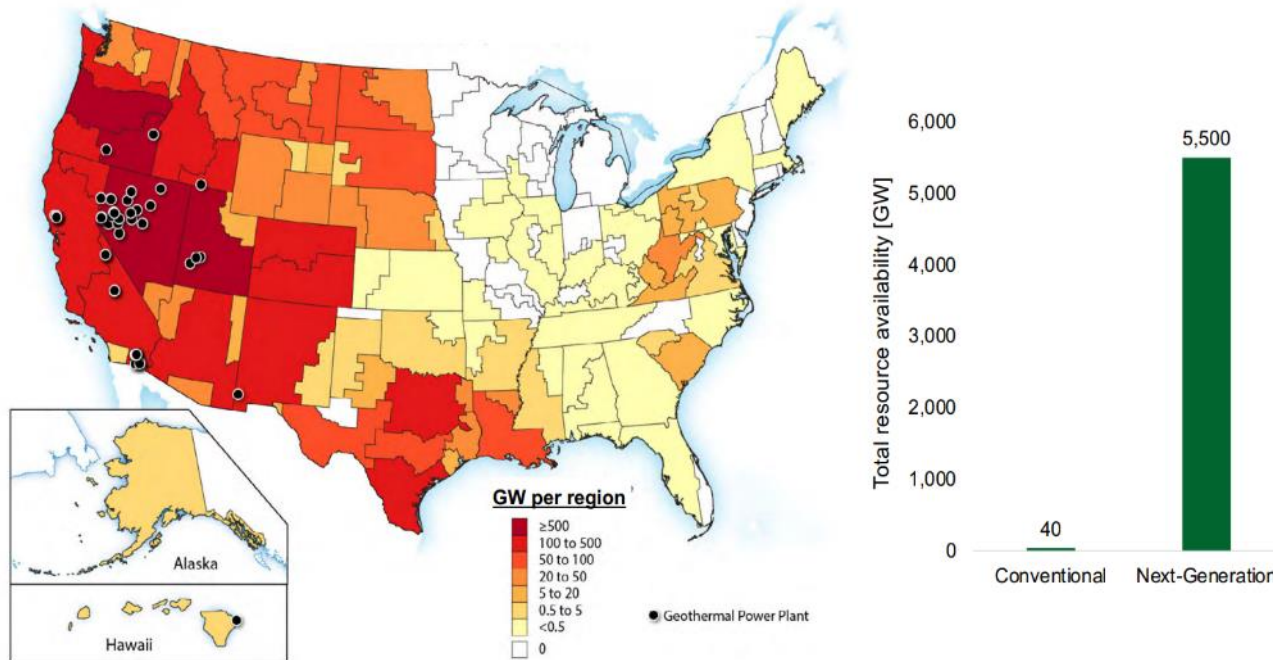 Alaska
Hawaii
GW per region
≥500
100 to 500
50 to 100
20 to 50
5 to 20
0.5 to 5
<0.5
0
Geothermal Power Plant
Total resource availability [GW]
6,000
5,000
4,000
3,000
2,000
1,000
0
40
5,500
Conventional
Next-Generation